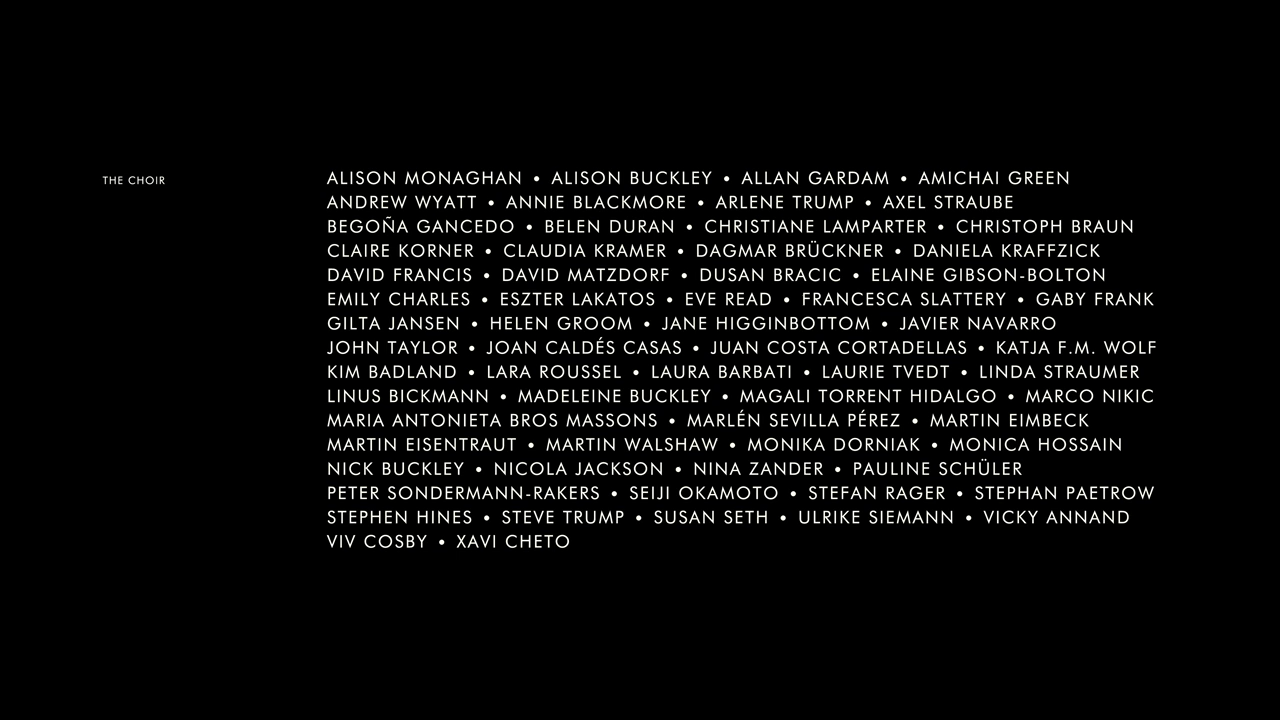 THE CHOIR
ALISON MONAGHAN • ALISON BUCKLEY • ALLAN GARDAM • AMICHAI GREEN
ANDREW WYATT • ANNIE BLACKMORE • ARLENE TRUMP • AXEL STRAUBE
BEGOÑA GANCEDO • BELEN DURAN • CHRISTIANE LAMPARTER • CHRISTOPH BRAUN
CLAIRE KORNER • CLAUDIA KRAMER • DAGMAR BRÜCKNER • DANIELA KRAFFZICK
DAVID FRANCIS • DAVID MATZDORF • DUSAN BRACIC • ELAINE GIBSON-BOLTON
EMILY CHARLES • ESZTER LAKATOS • EVE READ • FRANCESCA SLATTERY • GABY FRANK
GILTA JANSEN • HELEN GROOM • JANE HIGGINBOTTOM • JAVIER NAVARRO
JOHN TAYLOR • JOAN CALDÉS CASAS • JUAN COSTA CORTADELLAS • KATJA F.M. WOLF
KIM BADLAND • LARA ROUSSEL • LAURA BARBATI • LAURIE TVEDT • LINDA STRAUMER
LINUS BICKMANN • MADELEINE BUCKLEY • MAGALI TORRENT HIDALGO • MARCO NIKIC
MARIA ANTONIETA BROS MASSONS • MARLÉN SEVILLA PÉREZ • MARTIN EIMBECK
MARTIN EISENTRAUT • MARTIN WALSHAW • MONIKA DORNIAK • MONICA HOSSAIN
NICK BUCKLEY • NICOLA JACKSON • NINA ZANDER • PAULINE SCHÜLER
PETER SONDERMANN-RAKERS • SEIJI OKAMOTO • STEFAN RAGER • STEPHAN PAETROW
STEPHEN HINES • STEVE TRUMP • SUSAN SETH • ULRIKE SIEMANN • VICKY ANNAND
VIV COSBY • XAVI CHETO